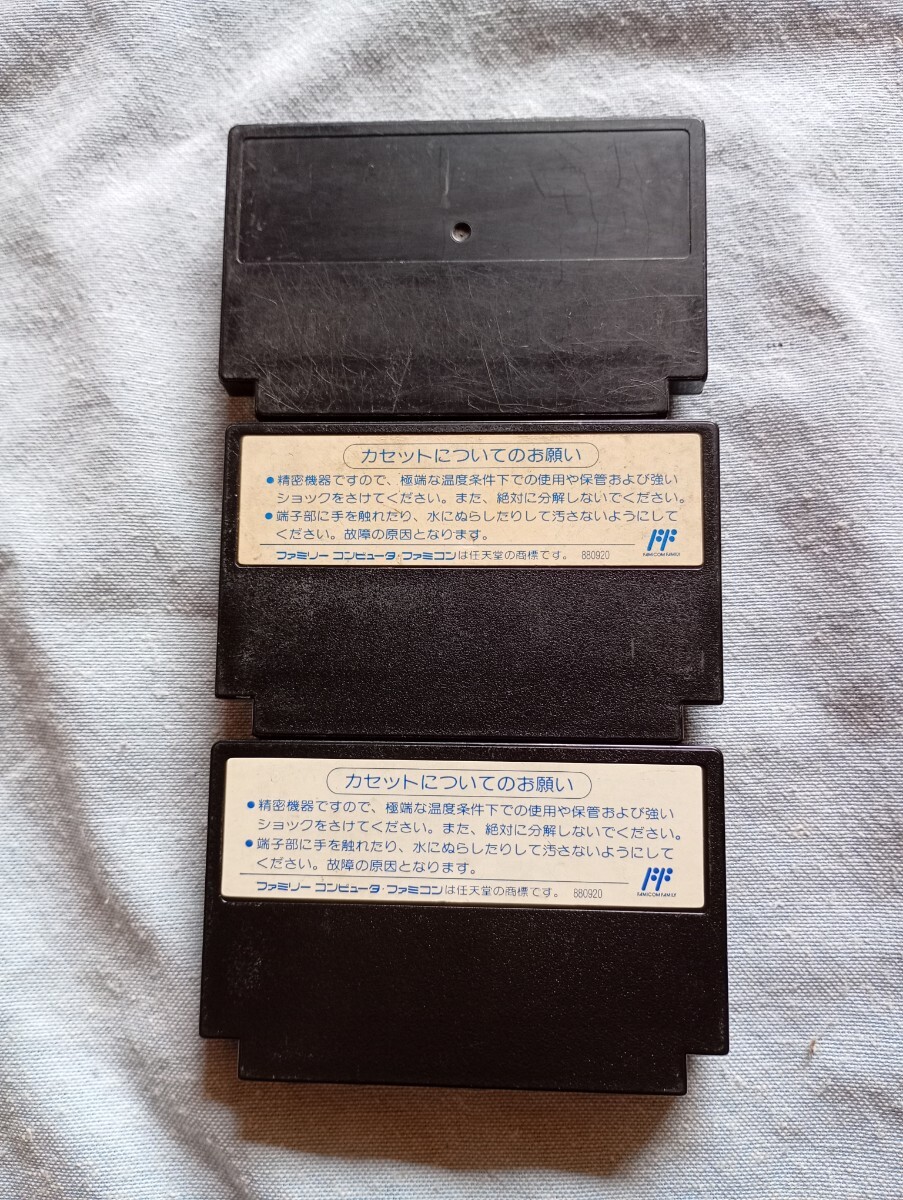 カセットについてのお願い
●精密機器ですので、極端な温度条件下での使用や保管および強い
ショックをさけてください。また、絶対に分解しないでください。
●端子部に手を触れたり、水にぬらしたりして汚さないようにして
ください。故障の原因となります。
ファミリー コンピュータ・ファミコンは任天堂の商標です。 880920
FAMICOM FAMILY
カセットについてのお願い
●精密機器ですので、極端な温度条件下での使用や保管および強い
ショックをさけてください。また、絶対に分解しないでください。
●端子部に手を触れたり、水にぬらしたりして汚さないようにして
ください。故障の原因となります。
ファミリー コンピュータ・ファミコンは任天堂の商標です。 880920
FAMICOM FAMILY